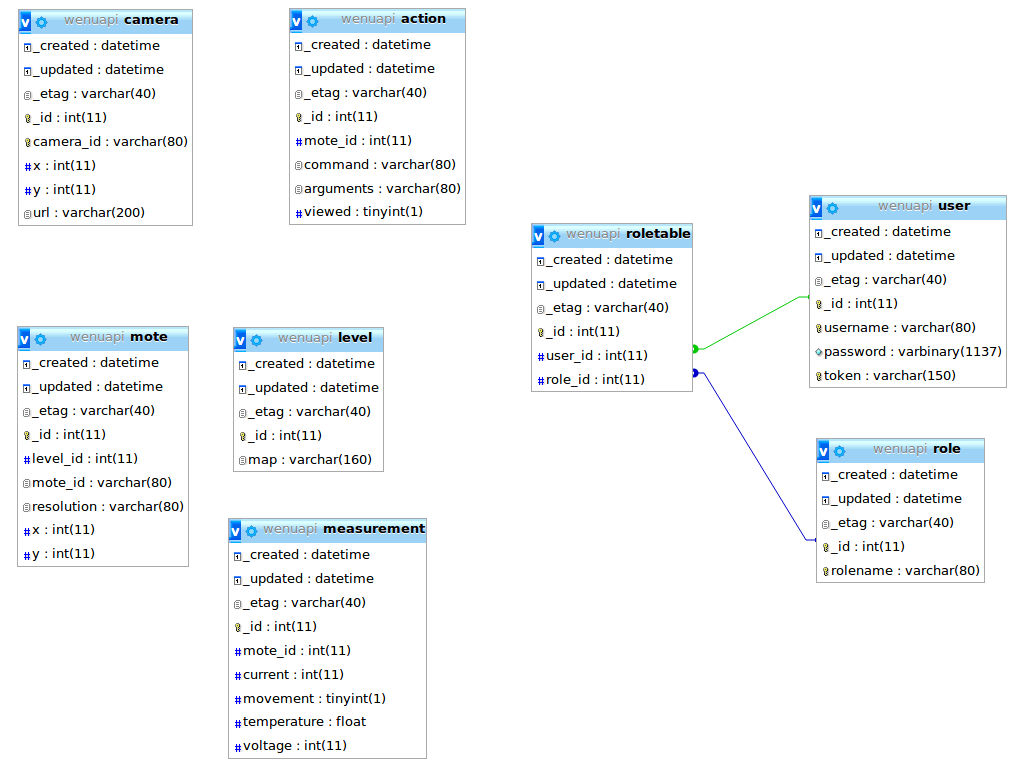 v wenuapi camera
_created : datetime
_updated : datetime
_etag : varchar(40)
_id : int(11)
camera_id : varchar(80)
#x : int(11)
#y : int(11)
url : varchar(200)
v wenuapi action
_created : datetime
_updated : datetime
_etag : varchar(40)
_id : int(11)
#mote_id : int(11)
command : varchar(80)
arguments : varchar(80)
#viewed : tinyint(1)
v wenuapi roletable
_created : datetime
_updated : datetime
_etag : varchar(40)
_id : int(11)
#user_id : int(11)
#role_id : int(11)
v wenuapi user
_created : datetime
_updated : datetime
_etag : varchar(40)
_id : int(11)
username : varchar(80)
password : varbinary(1137)
token : varchar(150)
v wenuapi mote
_created : datetime
_updated : datetime
_etag : varchar(40)
_id : int(11)
#level_id : int(11)
mote_id : varchar(80)
resolution : varchar(80)
#x : int(11)
#y : int(11)
v wenuapi level
_created : datetime
_updated : datetime
_etag : varchar(40)
_id : int(11)
map : varchar(160)
v wenuapi role
_created : datetime
_updated : datetime
_etag : varchar(40)
_id : int(11)
rolename : varchar(80)
v wenuapi measurement
_created : datetime
_updated : datetime
_etag : varchar(40)
_id : int(11)
#mote_id : int(11)
#current : int(11)
#movement : tinyint(1)
#temperature : float
#voltage : int(11)